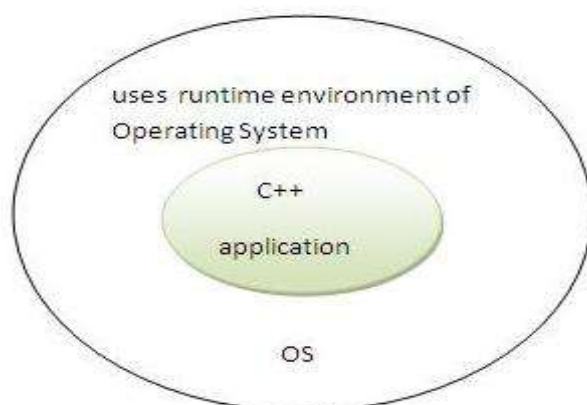 uses runtime environment of
Operating System
C++
application
OS